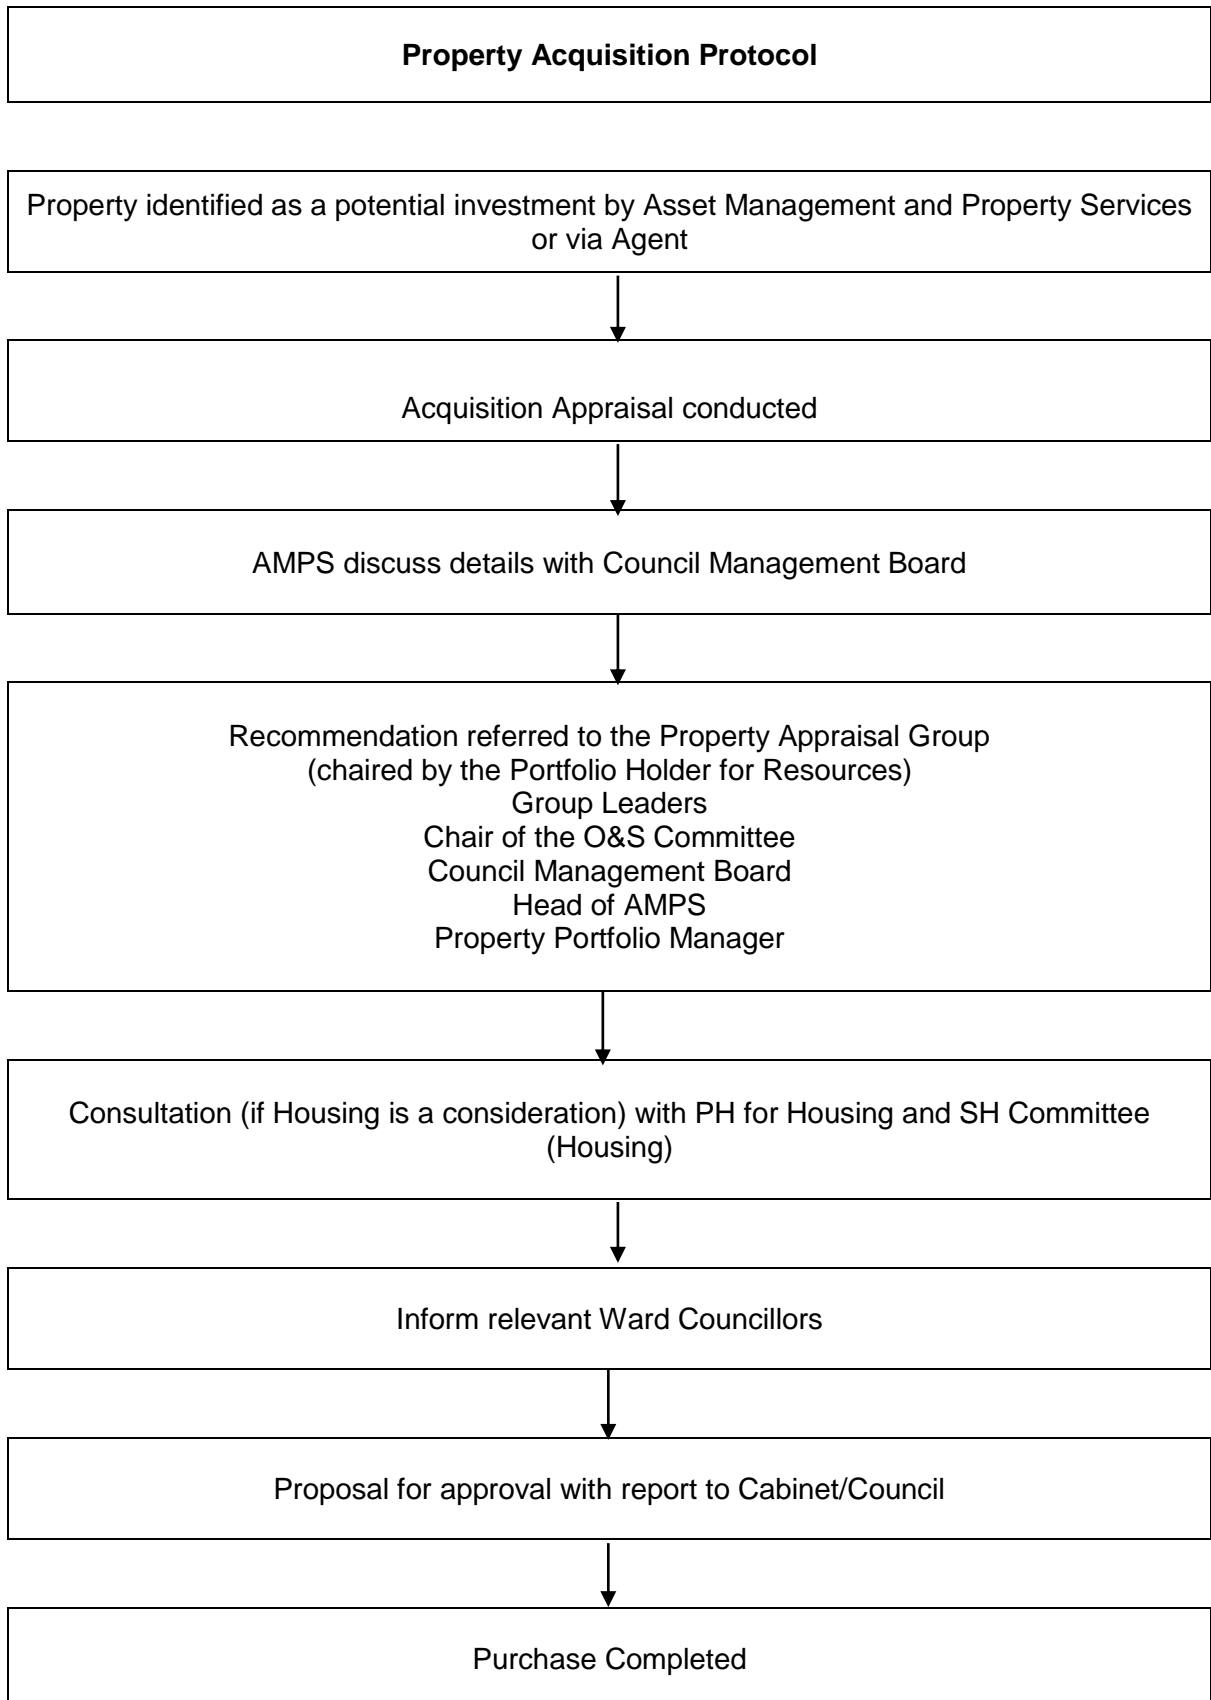 Property Acquisition Protocol
Property identified as a potential investment by Asset Management and Property Services
or via Agent
Acquisition Appraisal conducted
AMPS discuss details with Council Management Board
Recommendation referred to the Property Appraisal Group
(chaired by the Portfolio Holder for Resources)
Group Leaders
Chair of the O&S Committee
Council Management Board
Head of AMPS
Property Portfolio Manager
Consultation (if Housing is a consideration) with PH for Housing and SH Committee
(Housing)
Inform relevant Ward Councillors
Proposal for approval with report to Cabinet/Council
Purchase Completed